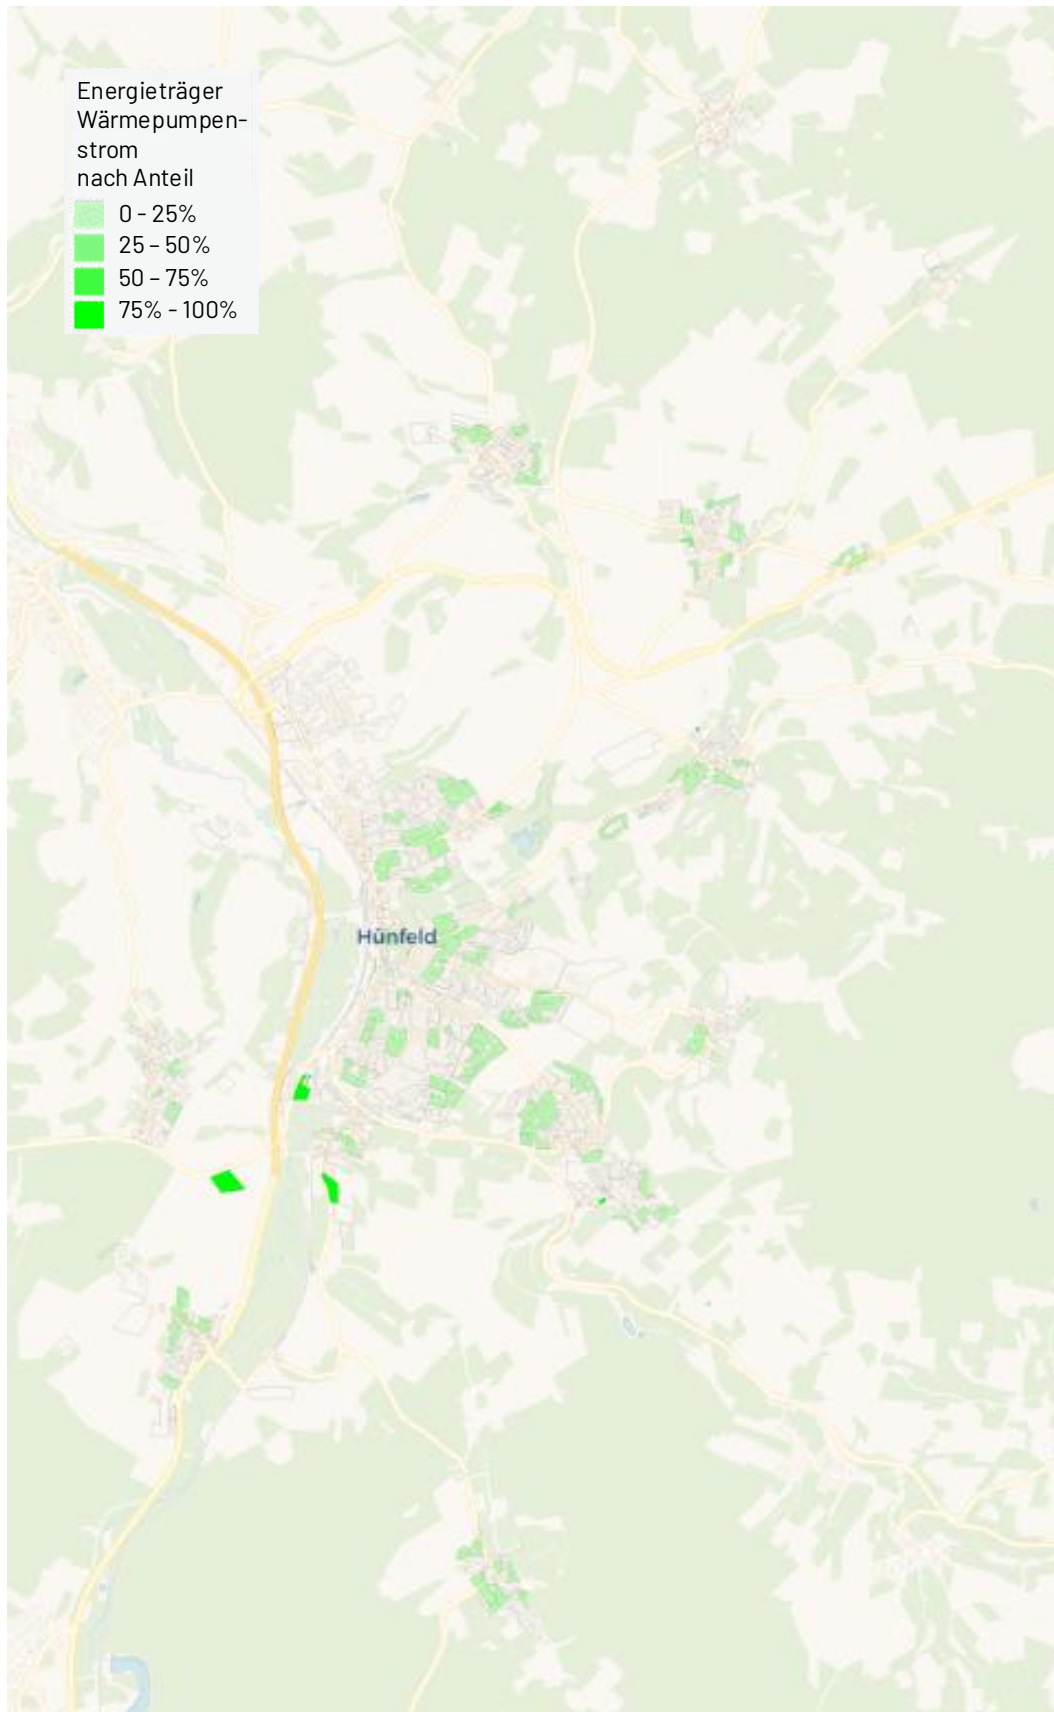 Energieträger
Wärmepumpen-
strom
nach Anteil
0 - 25%
25 – 50%
50 – 75%
75% - 100%
Hünfeld